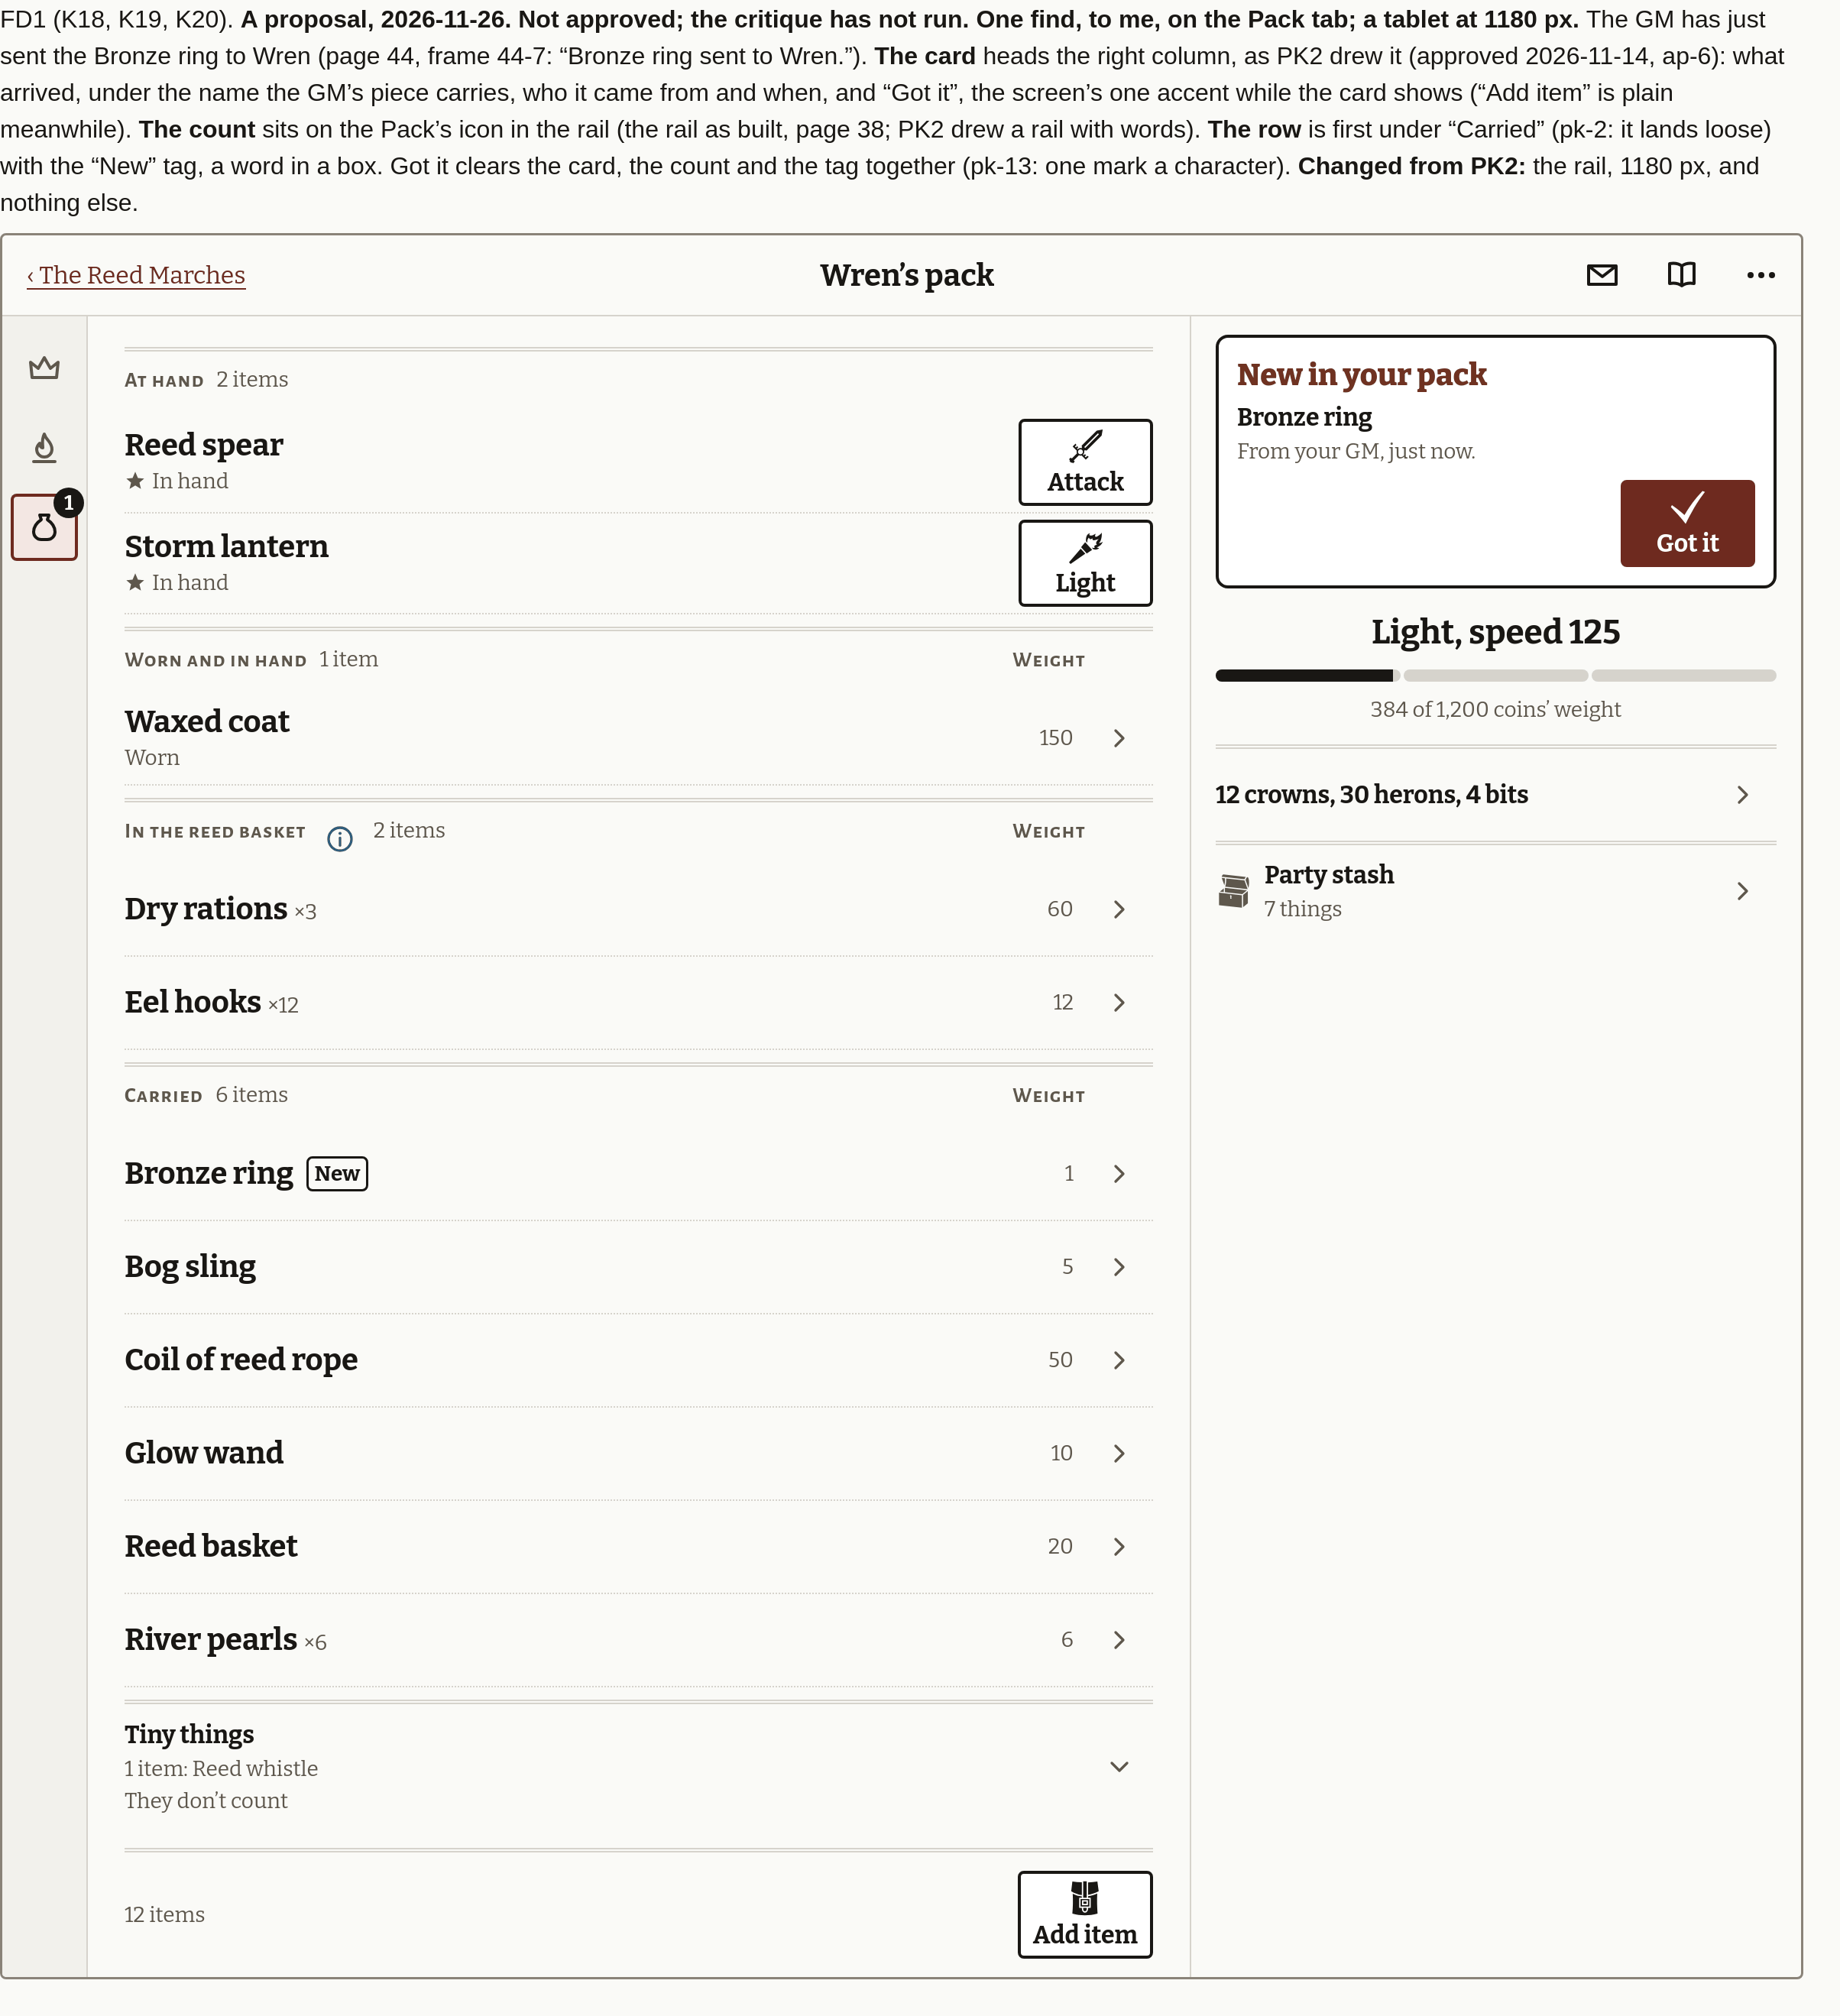 FD1 (K18, K19, K20). A proposal, 2026-11-26. Not approved; the critique has not run. One find, to me, on the Pack tab; a tablet at 1180 px. The GM has just
sent the Bronze ring to Wren (page 44, frame 44-7: “Bronze ring sent to Wren.”). The card heads the right column, as PK2 drew it (approved 2026-11-14, ap-6): what
arrived, under the name the GM’s piece carries, who it came from and when, and “Got it”, the screen’s one accent while the card shows (“Add item” is plain
meanwhile). The count sits on the Pack’s icon in the rail (the rail as built, page 38; PK2 drew a rail with words). The row is first under “Carried” (pk-2: it lands loose)
with the “New” tag, a word in a box. Got it clears the card, the count and the tag together (pk-13: one mark a character). Changed from PK2: the rail, 1180 px, and
nothing else.
‹ The Reed Marches
Wren’s pack
1
At hand 2 items
Reed spear
In hand
Attack
Storm lantern
In hand
Light
Worn and in hand 1 item Weight
Waxed coat
Worn
150
In the reed basket 2 items Weight
Dry rations ×3 60
Eel hooks ×12 12
Carried 6 items Weight
Bronze ring New 1
Bog sling 5
Coil of reed rope 50
Glow wand 10
Reed basket 20
River pearls ×6 6
Tiny things
1 item: Reed whistle
They don’t count
12 items
Add item
New in your pack
Bronze ring
From your GM, just now.
Got it
Light, speed 125
384 of 1,200 coins’ weight
12 crowns, 30 herons, 4 bits
Party stash
7 things